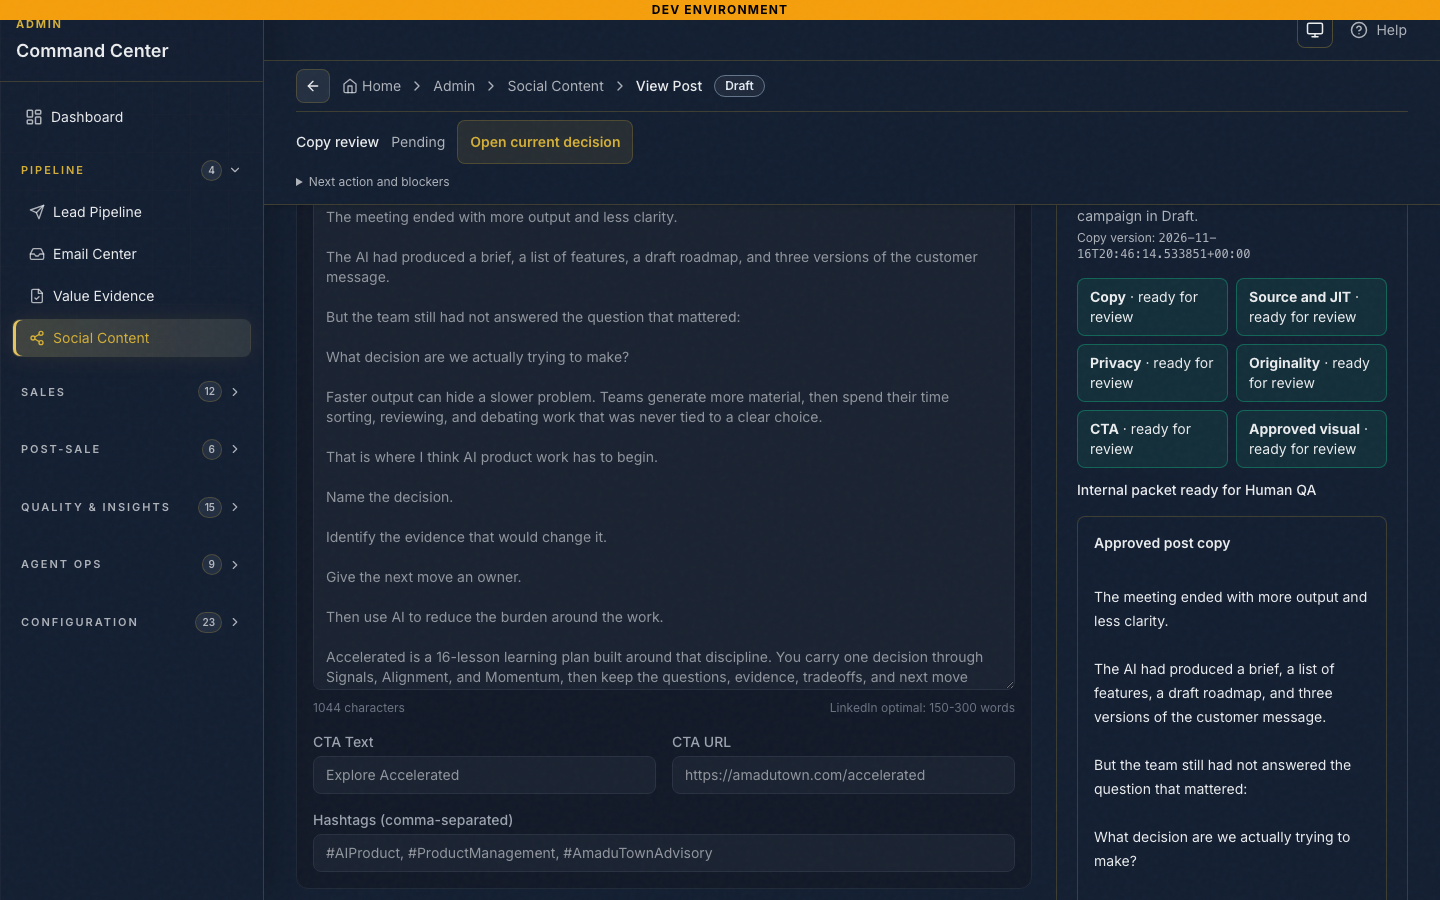 DEV ENVIRONMENT
ADMIN
Command Center
Help
Dashboard
PIPELINE
4
Lead Pipeline
Email Center
Value Evidence
Social Content
SALES
12
POST-SALE
6
QUALITY & INSIGHTS
15
AGENT OPS
9
CONFIGURATION
23
Home
Admin
Social Content
View Post
Draft
Copy review
Pending
Open current decision
Next action and blockers
The meeting ended with more output and less clarity.
The AI had produced a brief, a list of features, a draft roadmap, and three versions of the customer
message.
But the team still had not answered the question that mattered:
What decision are we actually trying to make?
Faster output can hide a slower problem. Teams generate more material, then spend their time
sorting, reviewing, and debating work that was never tied to a clear choice.
That is where I think AI product work has to begin.
Name the decision.
Identify the evidence that would change it.
Give the next move an owner.
Then use AI to reduce the burden around the work.
Accelerated is a 16-lesson learning plan built around that discipline. You carry one decision through
Signals, Alignment, and Momentum, then keep the questions, evidence, tradeoffs, and next move
1044 characters
LinkedIn optimal: 150-300 words
CTA Text
CTA URL
Explore Accelerated
https://amadutown.com/accelerated
Hashtags (comma-separated)
#AIProduct, #ProductManagement, #AmaduTownAdvisory
campaign in Draft.
Copy version: 2026-11-
16T20:46:14.533851+00:00
Copy · ready for
review
Source and JIT ·
ready for review
Privacy · ready for
review
Originality · ready
for review
CTA · ready for
review
Approved visual ·
ready for review
Internal packet ready for Human QA
Approved post copy
The meeting ended with more output and
less clarity.
The AI had produced a brief, a list of
features, a draft roadmap, and three
versions of the customer message.
But the team still had not answered the
question that mattered:
What decision are we actually trying to
make?